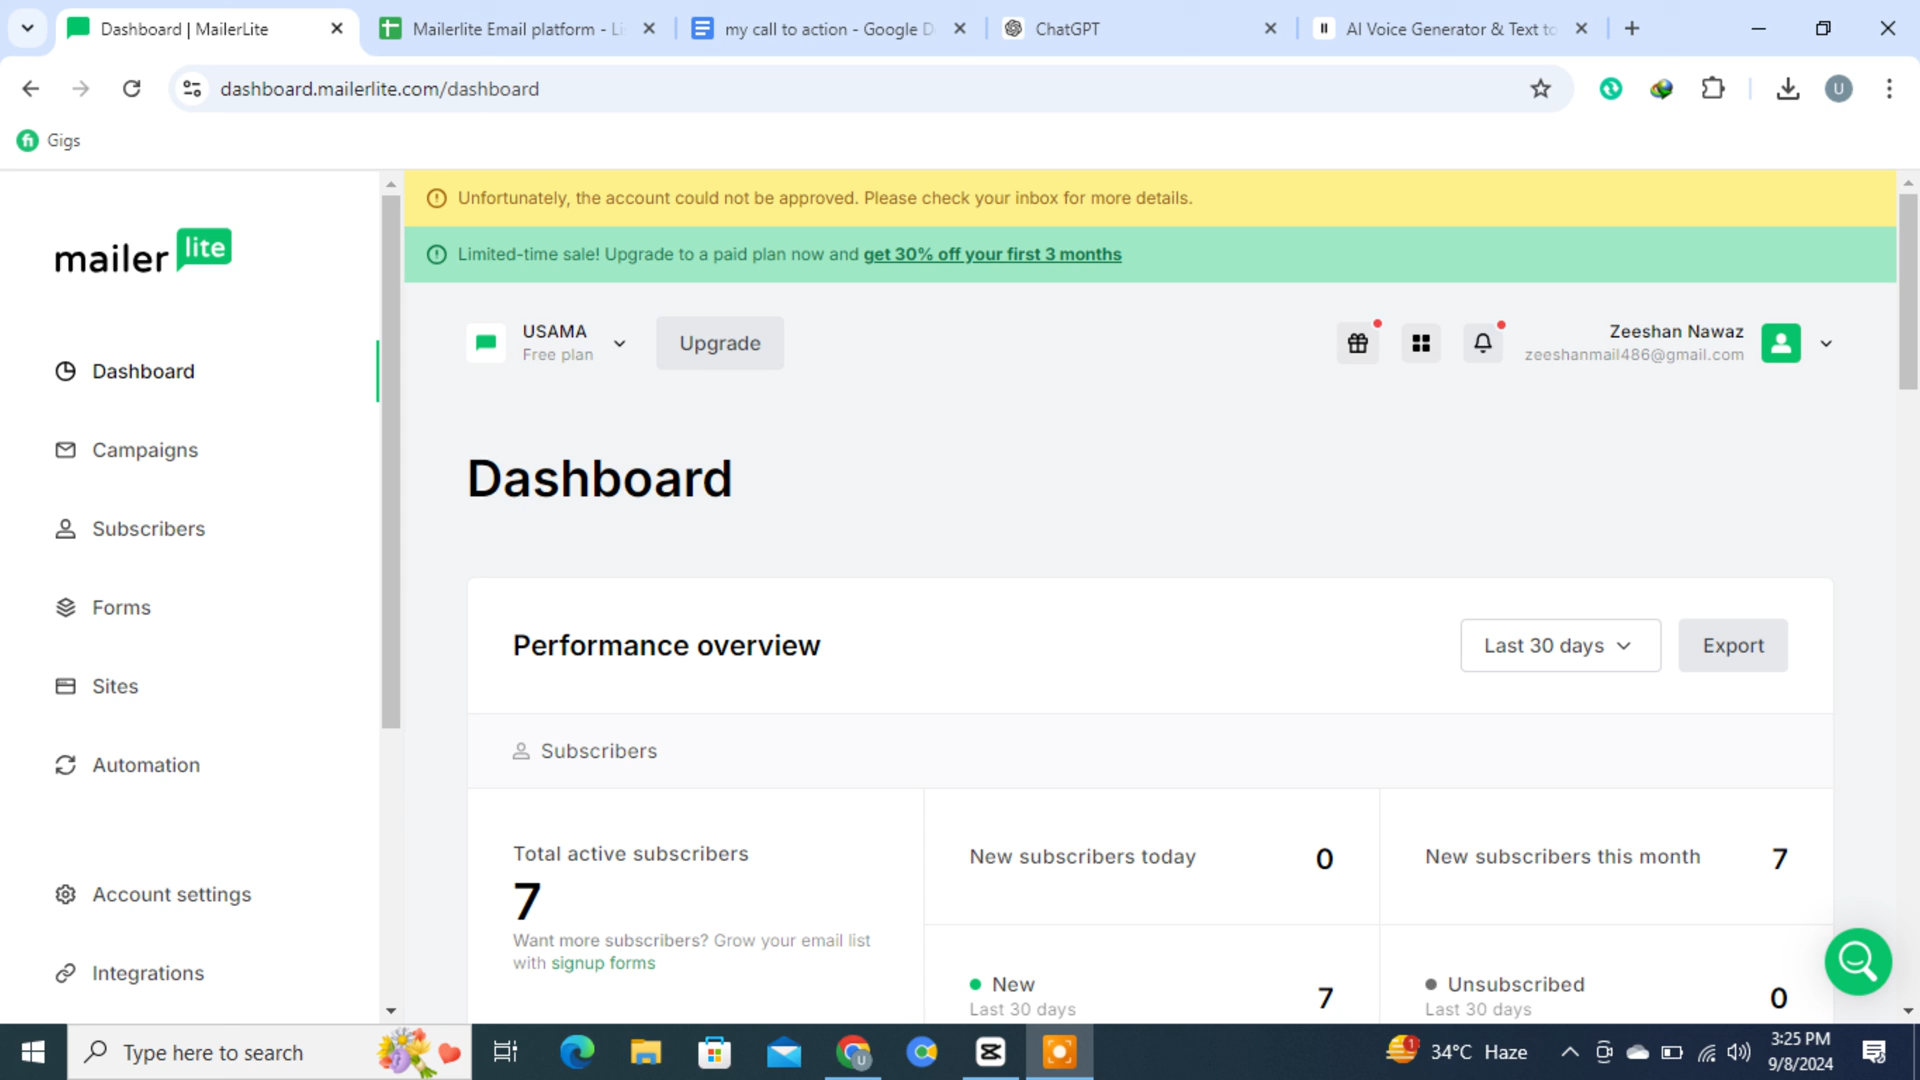 Dashboard | MailerLite
Mailerlite Email platform - Li
my call to action - Google D
ChatGPT
AI Voice Generator & Text to
dashboard.mailerlite.com/dashboard
U
Gigs
mailer lite
Unfortunately, the account could not be approved. Please check your inbox for more details.
Limited-time sale! Upgrade to a paid plan now and get 30% off your first 3 months
USAMA
Free plan
Upgrade
Zeeshan Nawaz
zeeshanmail486@gmail.com
Dashboard
Campaigns
Subscribers
Forms
Sites
Automation
Account settings
Integrations
Dashboard
Performance overview
Last 30 days
Export
Subscribers
Total active subscribers
7
Want more subscribers? Grow your email list
with signup forms
New subscribers today 0
New subscribers this month 7
New 7
Last 30 days
Unsubscribed 0
Last 30 days
Type here to search
1
34°C Haze
3:25 PM
9/8/2024